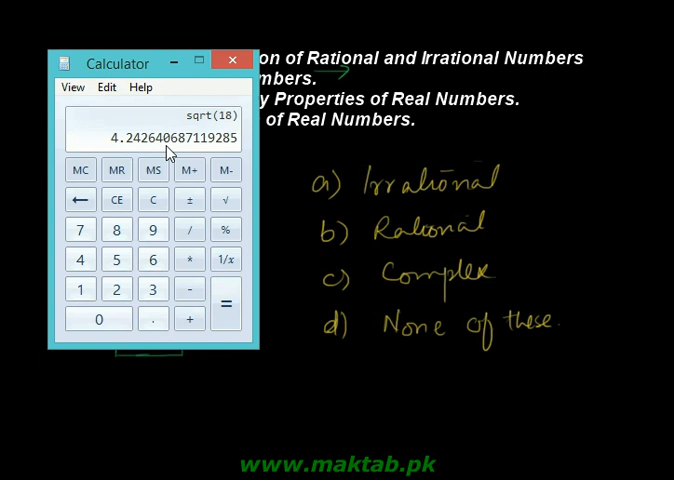 Calculator
on of Rational and Irrational Numbers
mbers.
View Edit Help
y Properties of Real Numbers.
sqrt(18)
of Real Numbers.
4.242640687119285
MC MR MS M+ M-
← CE C ± √
a) Irrational
7 8 9 / %
b) Rational
4 5 6 * 1/x
c) Complex
1 2 3 - =
0 . +
d) None of these.
www.maktab.pk